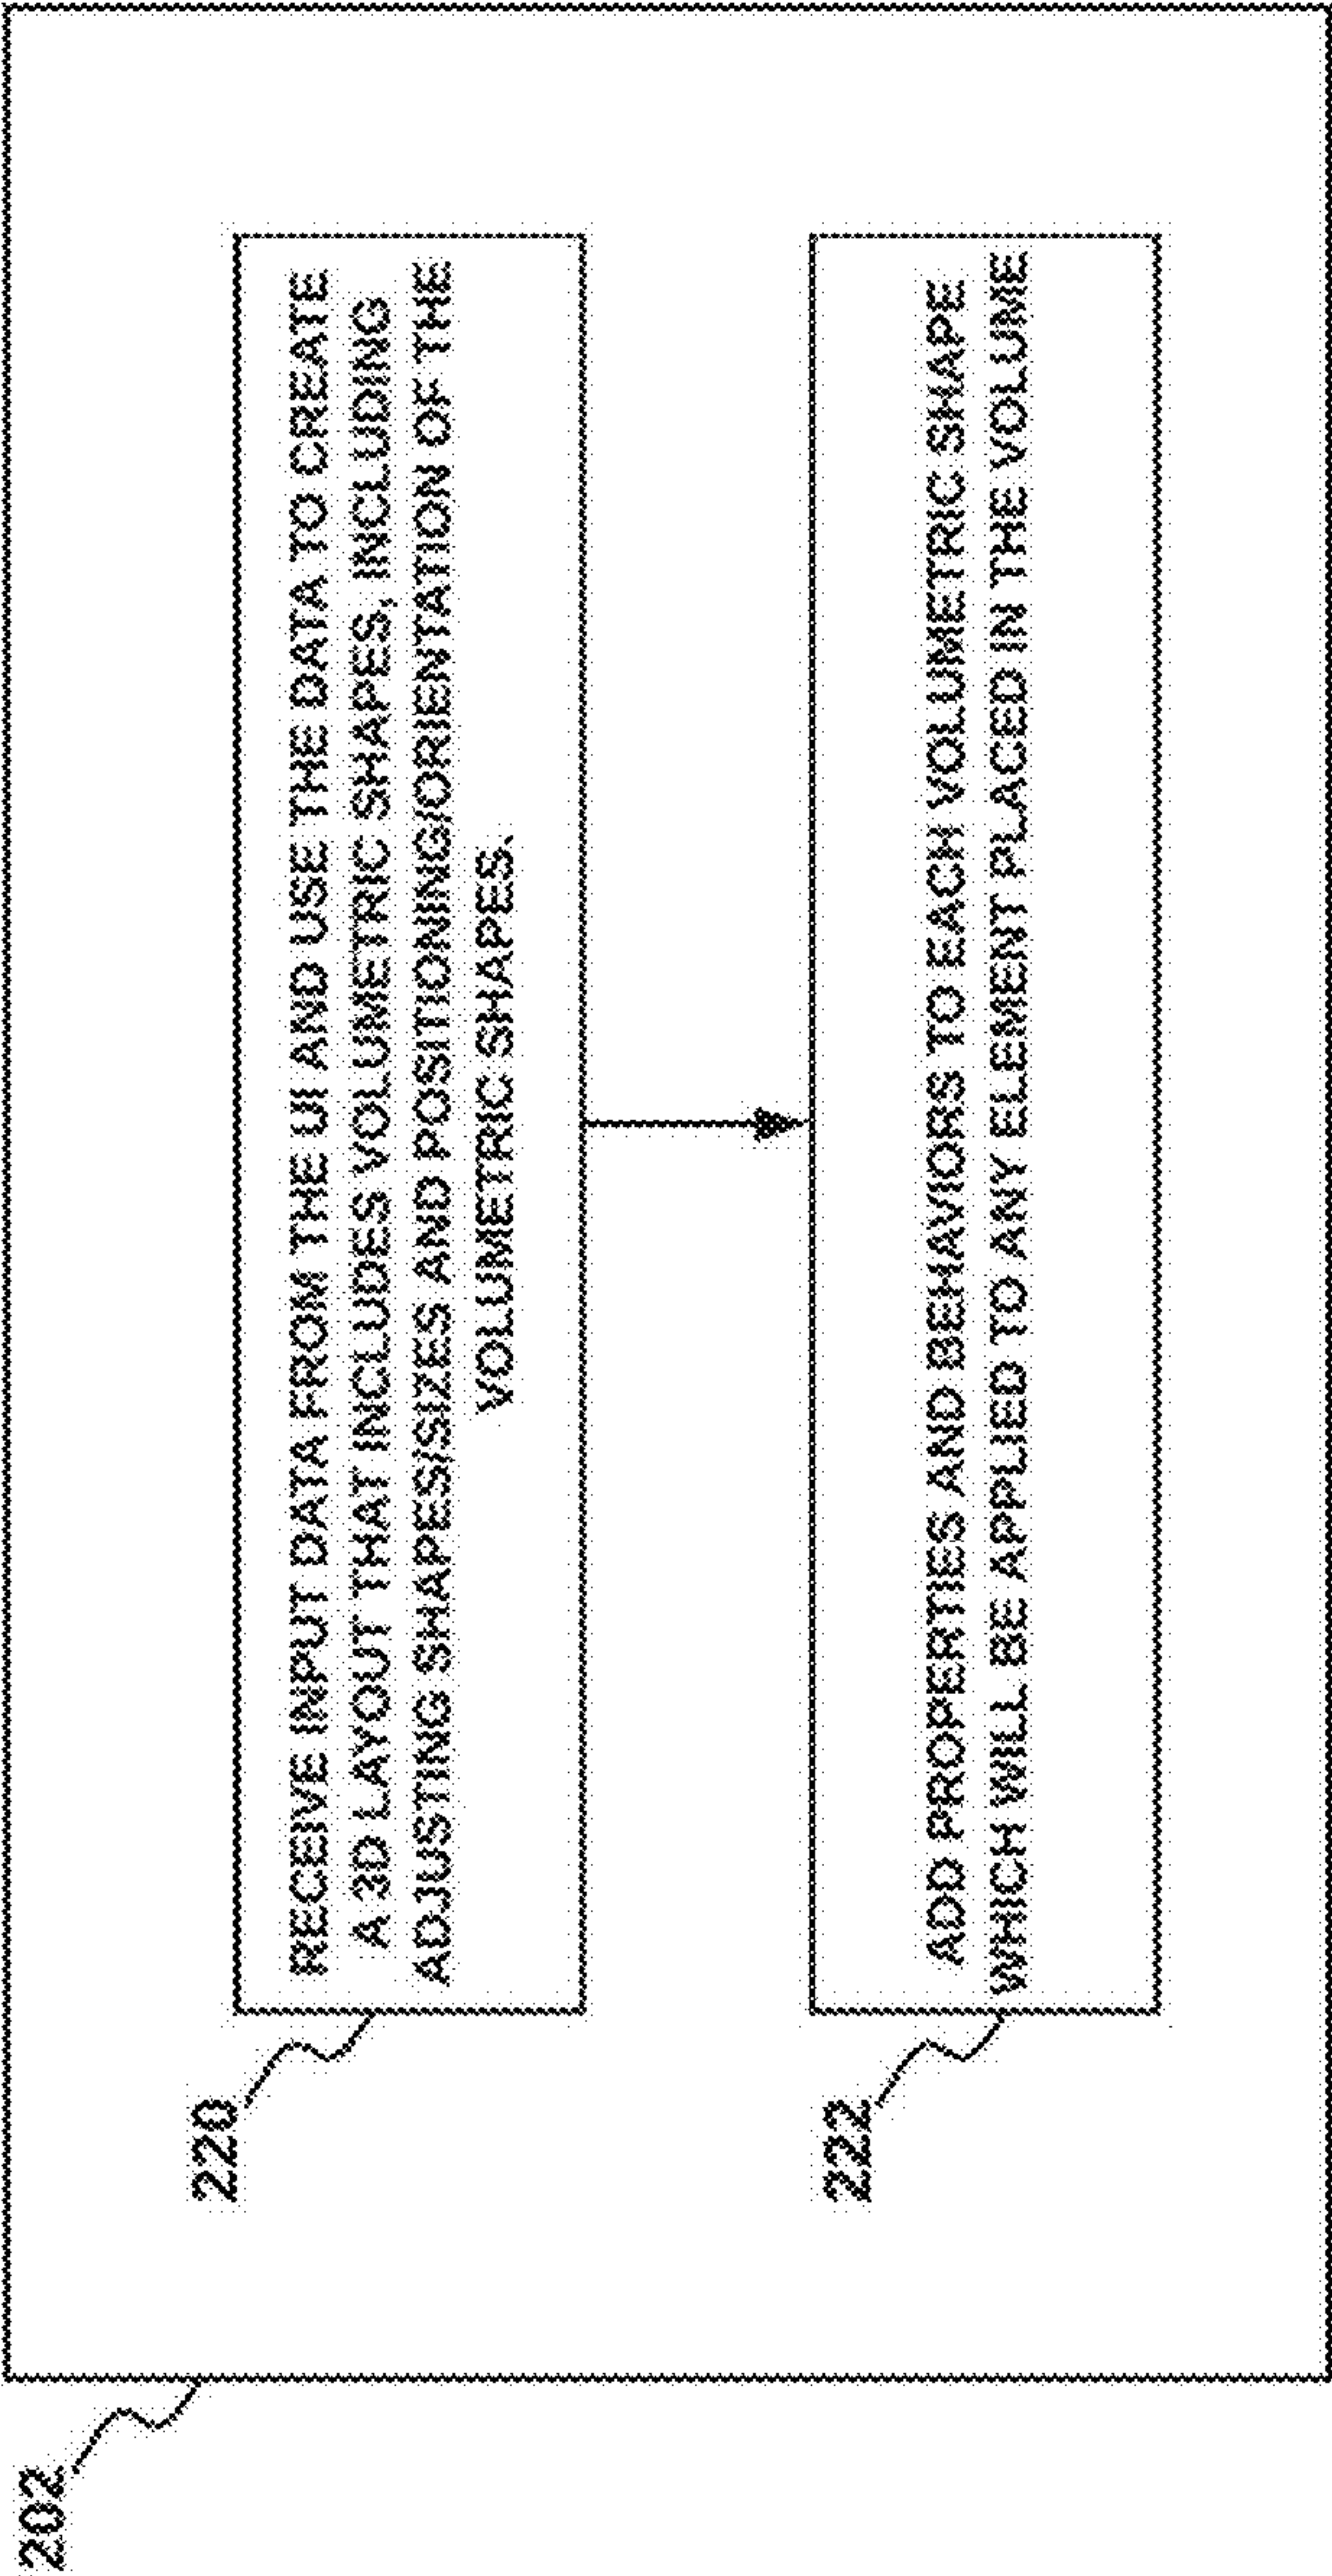 202
220
RECEIVE INPUT DATA FROM THE UI AND USE THE DATA TO CREATE
A 3D LAYOUT THAT INCLUDES VOLUMETRIC SHAPES, INCLUDING
ADJUSTING SHAPES/SIZES AND POSITIONING/ORIENTATION OF THE
VOLUMETRIC SHAPES.
222
ADD PROPERTIES AND BEHAVIORS TO EACH VOLUMETRIC SHAPE
WHICH WILL BE APPLIED TO ANY ELEMENT PLACED IN THE VOLUME